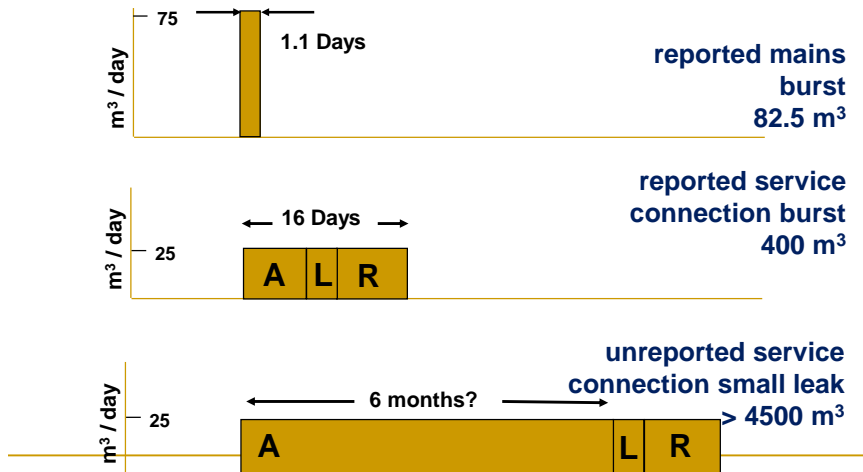 75
1.1 Days
m³ / day
reported mains
burst
82.5 m³
reported service
connection burst
400 m³
16 Days
m³ / day
25
A L R
unreported service
connection small leak
> 4500 m³
6 months?
m³ / day
25
A L R